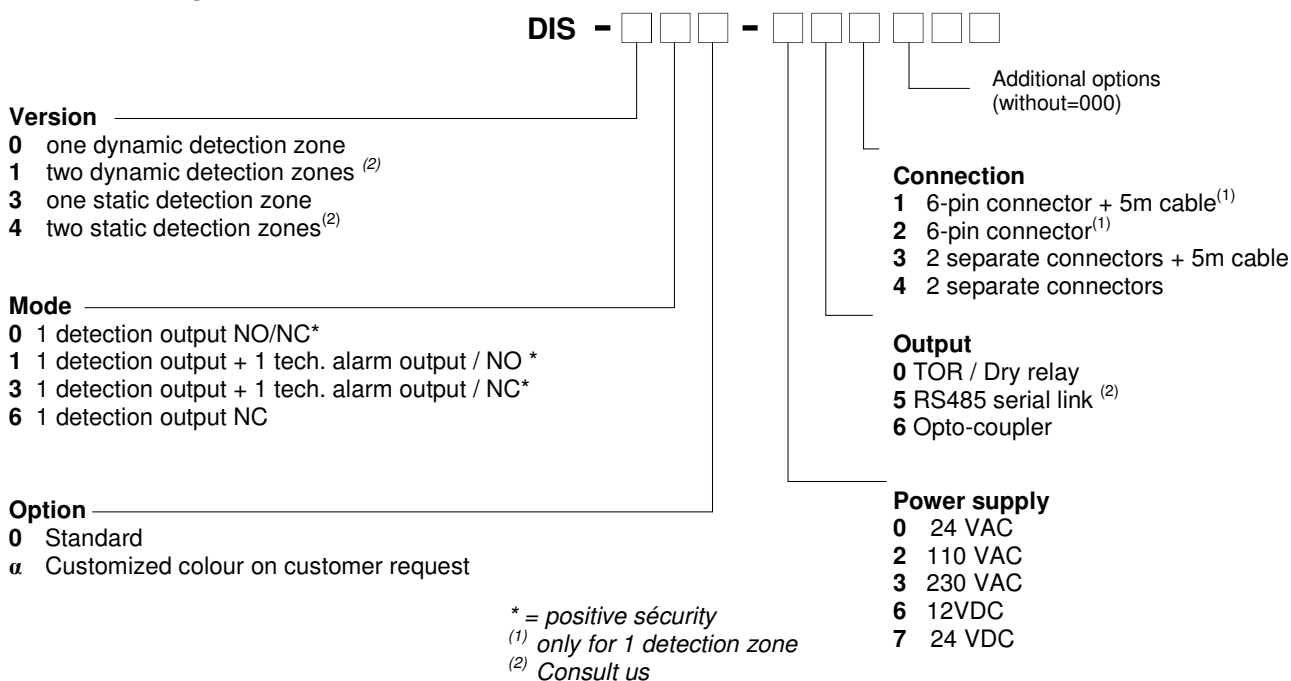 DIS - □□□ - □□□ □□□
Additional options
(without=000)
Version
0 one dynamic detection zone
1 two dynamic detection zones (2)
3 one static detection zone
4 two static detection zones(2)
Mode
0 1 detection output NO/NC*
1 1 detection output + 1 tech. alarm output / NO *
3 1 detection output + 1 tech. alarm output / NC*
6 1 detection output NC
Option
0 Standard
α Customized colour on customer request
Connection
1 6-pin connector + 5m cable(1)
2 6-pin connector(1)
3 2 separate connectors + 5m cable
4 2 separate connectors
Output
0 TOR / Dry relay
5 RS485 serial link (2)
6 Opto-coupler
Power supply
0 24 VAC
2 110 VAC
3 230 VAC
6 12VDC
7 24 VDC
* = positive sécurity
(1) only for 1 detection zone
(2) Consult us